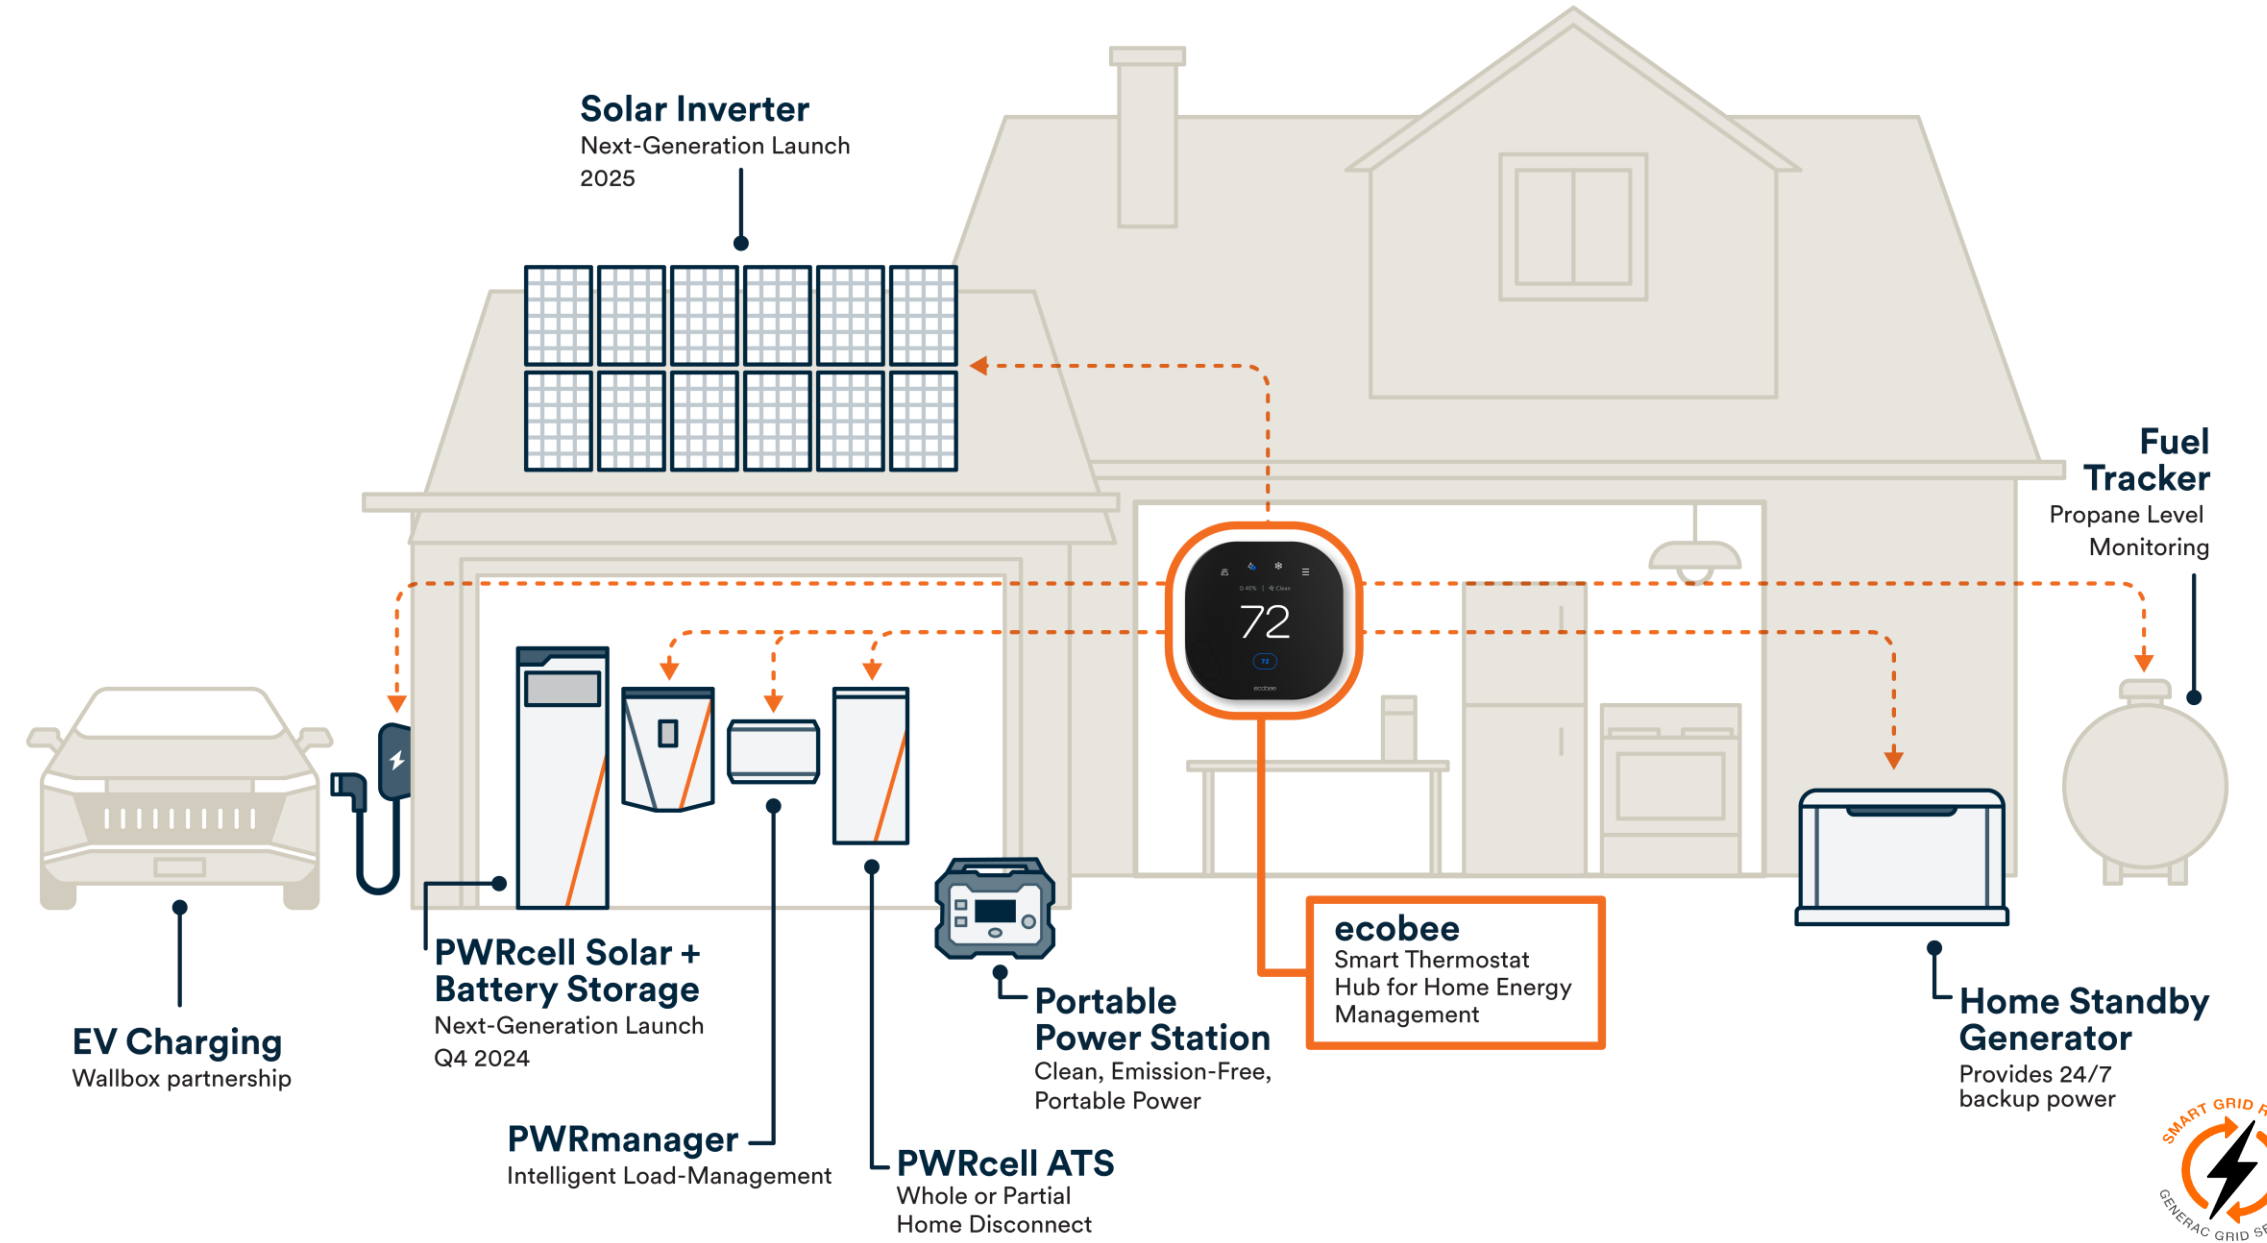 Solar Inverter
Next-Generation Launch
2025
Fuel
Tracker
Propane Level
Monitoring
72
72
ecobee
PWRcell Solar +
Battery Storage
Next-Generation Launch
Q4 2024
EV Charging
Wallbox partnership
PWRmanager
Intelligent Load-Management
PWRcell ATS
Whole or Partial
Home Disconnect
Portable
Power Station
Clean, Emission-Free,
Portable Power
ecobee
Smart Thermostat
Hub for Home Energy
Management
Home Standby
Generator
Provides 24/7
backup power
SMART GRID
GENERAC GRID